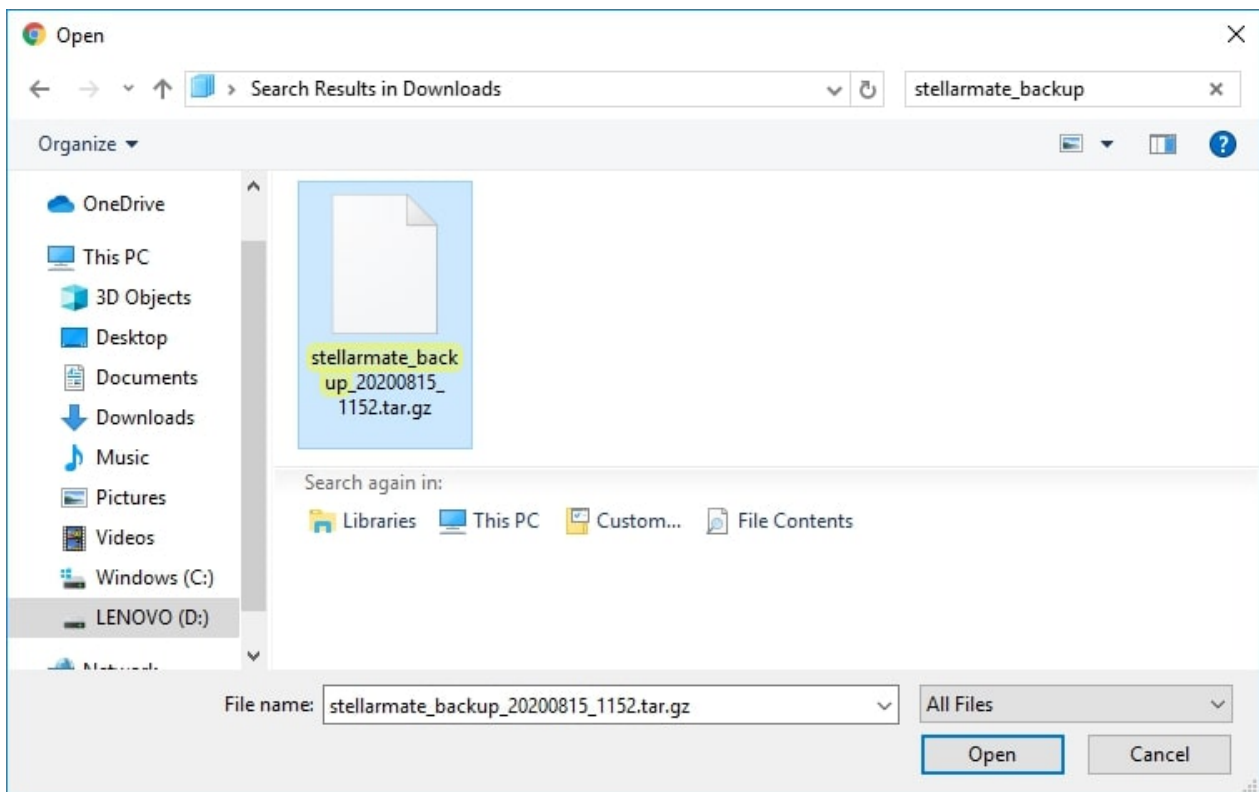 Open
Search Results in Downloads
stellarmate_backup
Organize
OneDrive
This PC
3D Objects
Desktop
Documents
Downloads
Music
Pictures
Videos
Windows (C:)
LENOVO (D:)
Network
stellarmate_back
up_20200815_
1152.tar.gz
Search again in:
Libraries This PC Custom... File Contents
File name: stellarmate_backup_20200815_1152.tar.gz All Files
Open Cancel